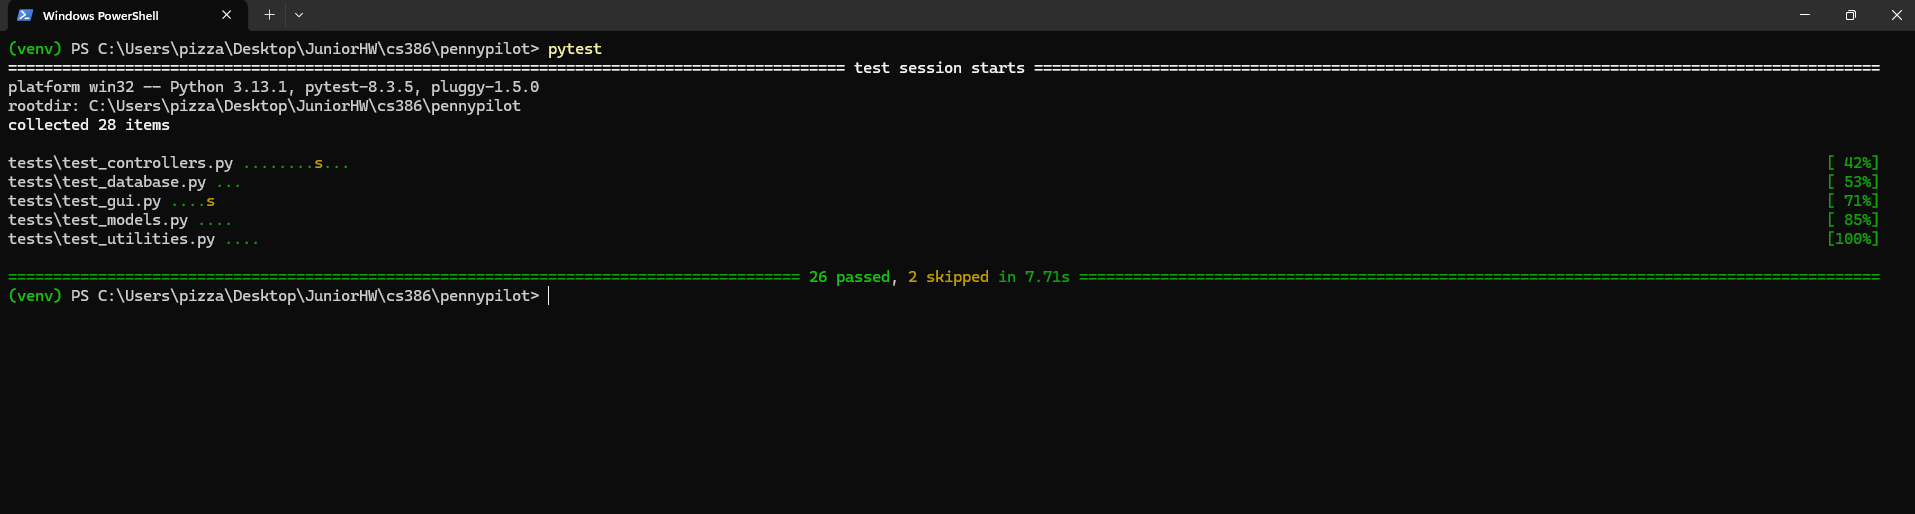 Windows PowerShell
(venv) PS C:\Users\pizza\Desktop\JuniorHW\cs386\pennypilot> pytest
============================================================================================= test session starts ==============================================================================================
platform win32 -- Python 3.13.1, pytest-8.3.5, pluggy-1.5.0
rootdir: C:\Users\pizza\Desktop\JuniorHW\cs386\pennypilot
collected 28 items
tests\test_controllers.py ........s... [ 42%]
tests\test_database.py ... [ 53%]
tests\test_gui.py ....s [ 71%]
tests\test_models.py .... [ 85%]
tests\test_utilities.py .... [100%]
======================================================================================== 26 passed, 2 skipped in 7.71s =========================================================================================
(venv) PS C:\Users\pizza\Desktop\JuniorHW\cs386\pennypilot>